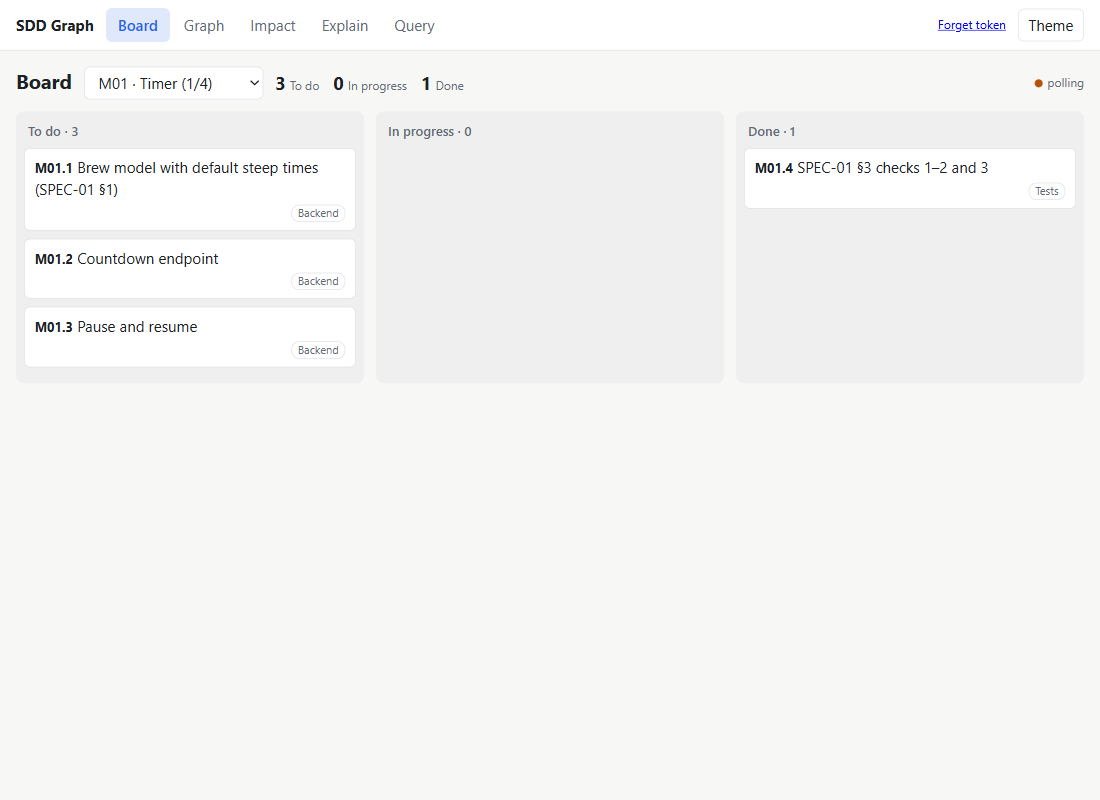 SDD Graph Board Graph Impact Explain Query Forget token Theme
Board M01 · Timer (1/4) 3 To do 0 In progress 1 Done polling
To do · 3
M01.1 Brew model with default steep times
(SPEC-01 §1)
Backend
M01.2 Countdown endpoint
Backend
M01.3 Pause and resume
Backend
In progress · 0
Done · 1
M01.4 SPEC-01 §3 checks 1–2 and 3
Tests